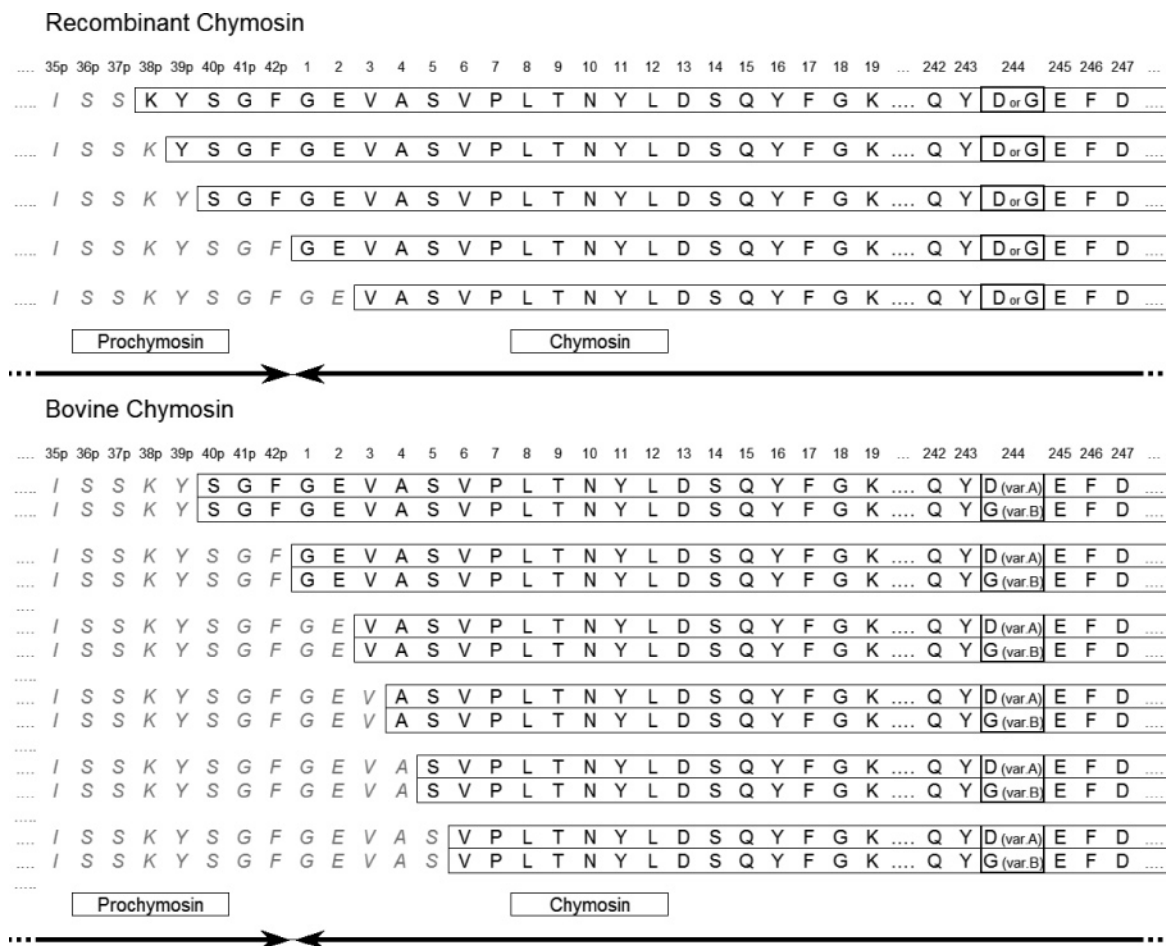 Recombinant Chymosin
.... 35p 36p 37p 38p 39p 40p 41p 42p 1 2 3 4 5 6 7 8 9 10 11 12 13 14 15 16 17 18 19 ... 242 243 244 245 246 247 ...
..... I S S K Y S G F G E V A S V P L T N Y L D S Q Y F G K .... Q Y D or G E F D ....
..... I S S K Y S G F G E V A S V P L T N Y L D S Q Y F G K .... Q Y D or G E F D ....
..... I S S K Y S G F G E V A S V P L T N Y L D S Q Y F G K .... Q Y D or G E F D ....
..... I S S K Y S G F G E V A S V P L T N Y L D S Q Y F G K .... Q Y D or G E F D ....
..... I S S K Y S G F G E V A S V P L T N Y L D S Q Y F G K .... Q Y D or G E F D ....
Prochymosin Chymosin
Bovine Chymosin
.... 35p 36p 37p 38p 39p 40p 41p 42p 1 2 3 4 5 6 7 8 9 10 11 12 13 14 15 16 17 18 19 ... 242 243 244 245 246 247 ...
.... I S S K Y S G F G E V A S V P L T N Y L D S Q Y F G K .... Q Y D (var.A) E F D ....
..... I S S K Y S G F G E V A S V P L T N Y L D S Q Y F G K .... Q Y G (var.B) E F D ....
.... I S S K Y S G F G E V A S V P L T N Y L D S Q Y F G K .... Q Y D (var.A) E F D ....
.... I S S K Y S G F G E V A S V P L T N Y L D S Q Y F G K .... Q Y G (var.B) E F D ....
.....
.... I S S K Y S G F G E V A S V P L T N Y L D S Q Y F G K .... Q Y D (var.A) E F D ....
.... I S S K Y S G F G E V A S V P L T N Y L D S Q Y F G K .... Q Y G (var.B) E F D ....
.....
.... I S S K Y S G F G E V A S V P L T N Y L D S Q Y F G K .... Q Y D (var.A) E F D ....
.... I S S K Y S G F G E V A S V P L T N Y L D S Q Y F G K .... Q Y G (var.B) E F D ....
.....
.... I S S K Y S G F G E V A S V P L T N Y L D S Q Y F G K .... Q Y D (var.A) E F D ....
.... I S S K Y S G F G E V A S V P L T N Y L D S Q Y F G K .... Q Y G (var.B) E F D ....
.....
.... I S S K Y S G F G E V A S V P L T N Y L D S Q Y F G K .... Q Y D (var.A) E F D ....
.... I S S K Y S G F G E V A S V P L T N Y L D S Q Y F G K .... Q Y G (var.B) E F D ....
.....
Prochymosin Chymosin